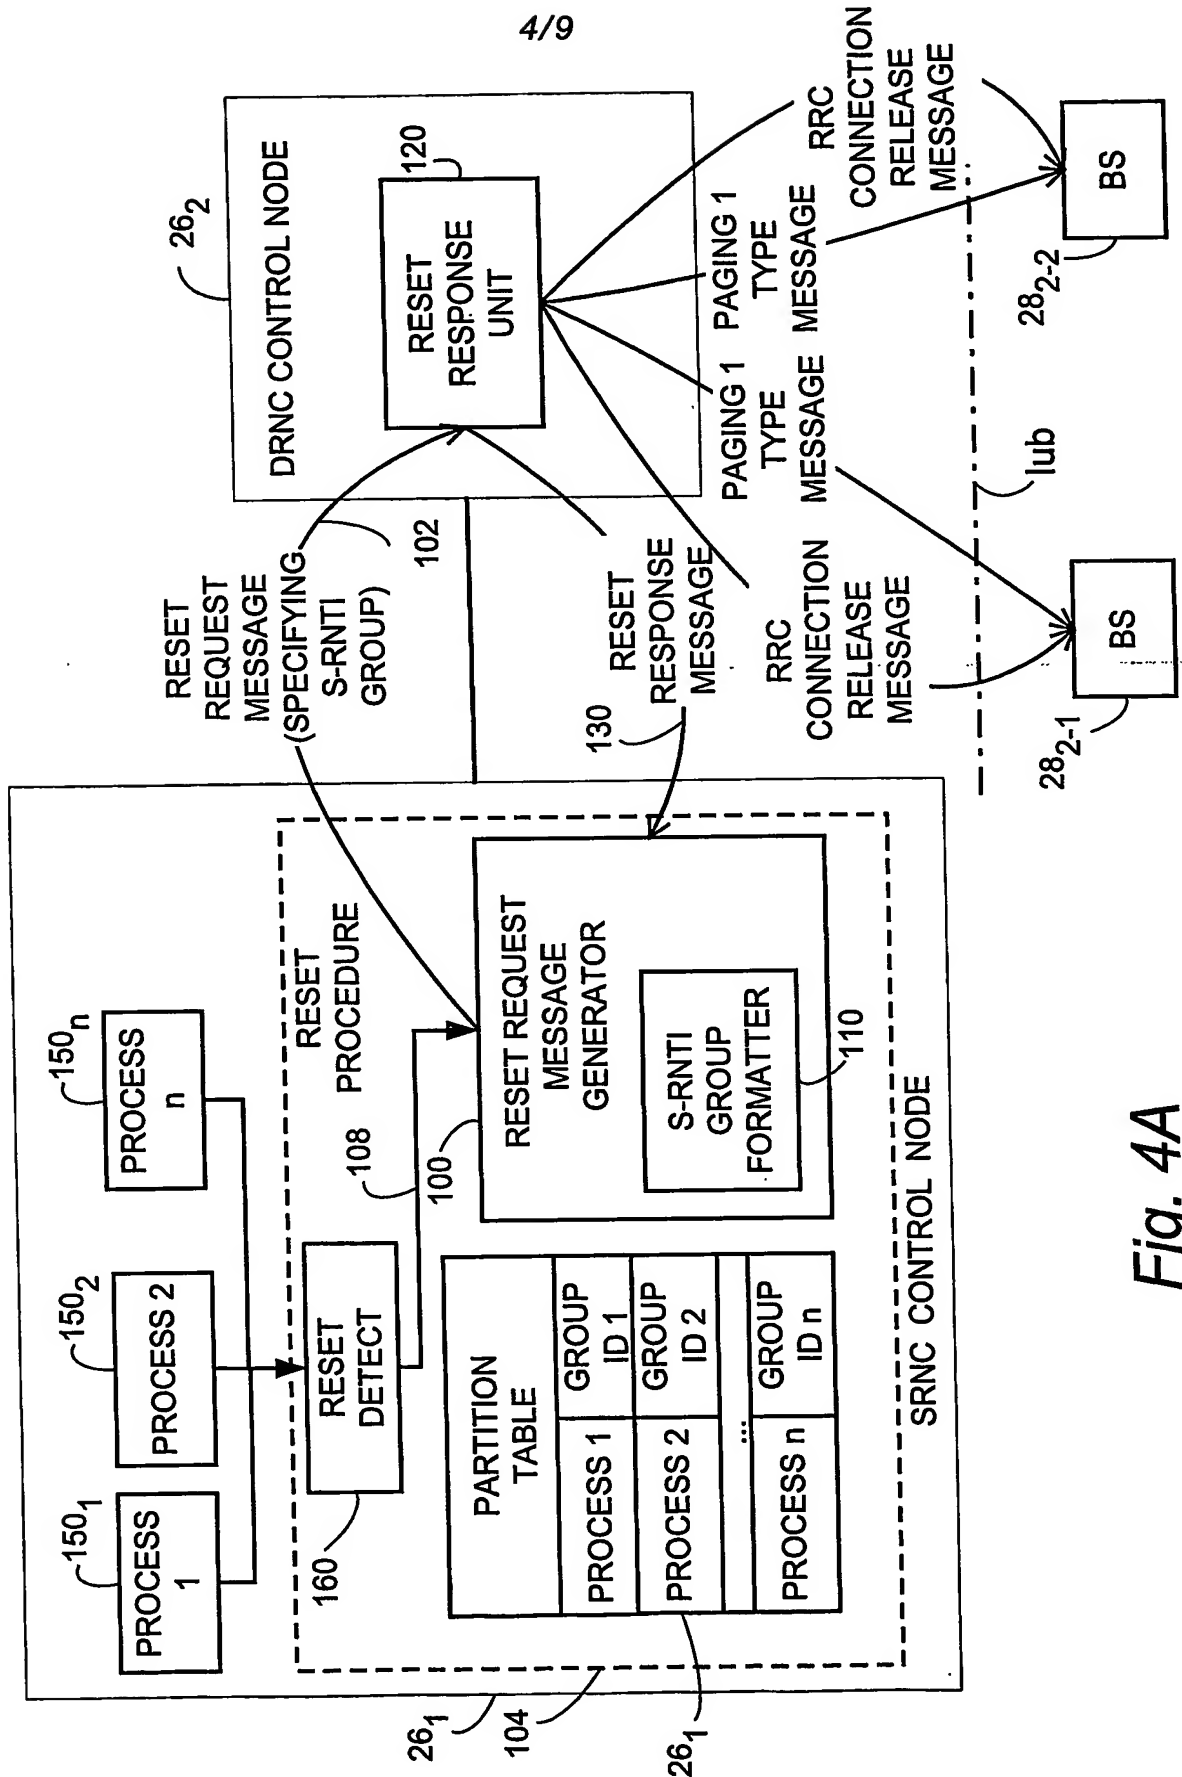 4/9
150₁
PROCESS
1
150₂
PROCESS 2
150ₙ
PROCESS
n
RESET
PROCEDURE
160
RESET
DETECT
108
100
RESET REQUEST
MESSAGE
GENERATOR
S-RNTI
GROUP
FORMATTER
110
PARTITION
TABLE
PROCESS 1
GROUP
ID 1
PROCESS 2
GROUP
ID 2
...
PROCESS n
GROUP
ID n
SRNC CONTROL NODE
26₁
104
26₁
RESET
REQUEST
MESSAGE
(SPECIFYING
S-RNTI
GROUP)
102
26₂
DRNC CONTROL NODE
RESET
RESPONSE
UNIT
120
130
RESET
RESPONSE
MESSAGE
RRC
CONNECTION
RELEASE
MESSAGE
PAGING 1
TYPE
MESSAGE
PAGING 1
TYPE
MESSAGE
RRC
CONNECTION
RELEASE
MESSAGE
Iub
BS
28₂₋₁
BS
28₂₋₂
Fig. 4A